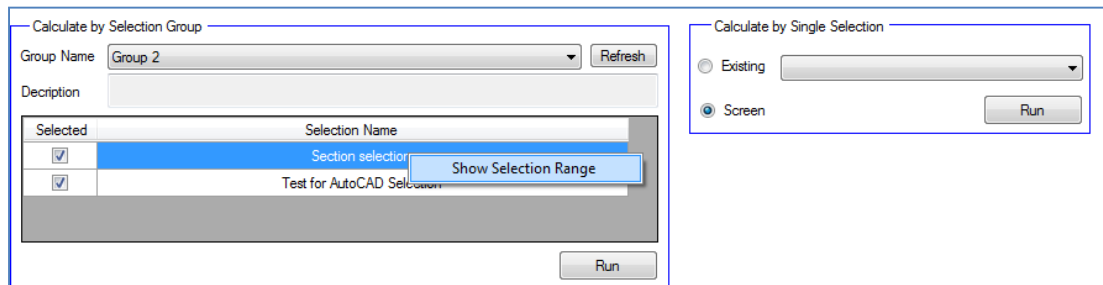 Calculate by Selection Group
Group Name Group 2 Refresh
Decription
Selected Selection Name
Section selection
Show Selection Range
Test for AutoCAD Selection
Run
Calculate by Single Selection
Existing
Screen Run